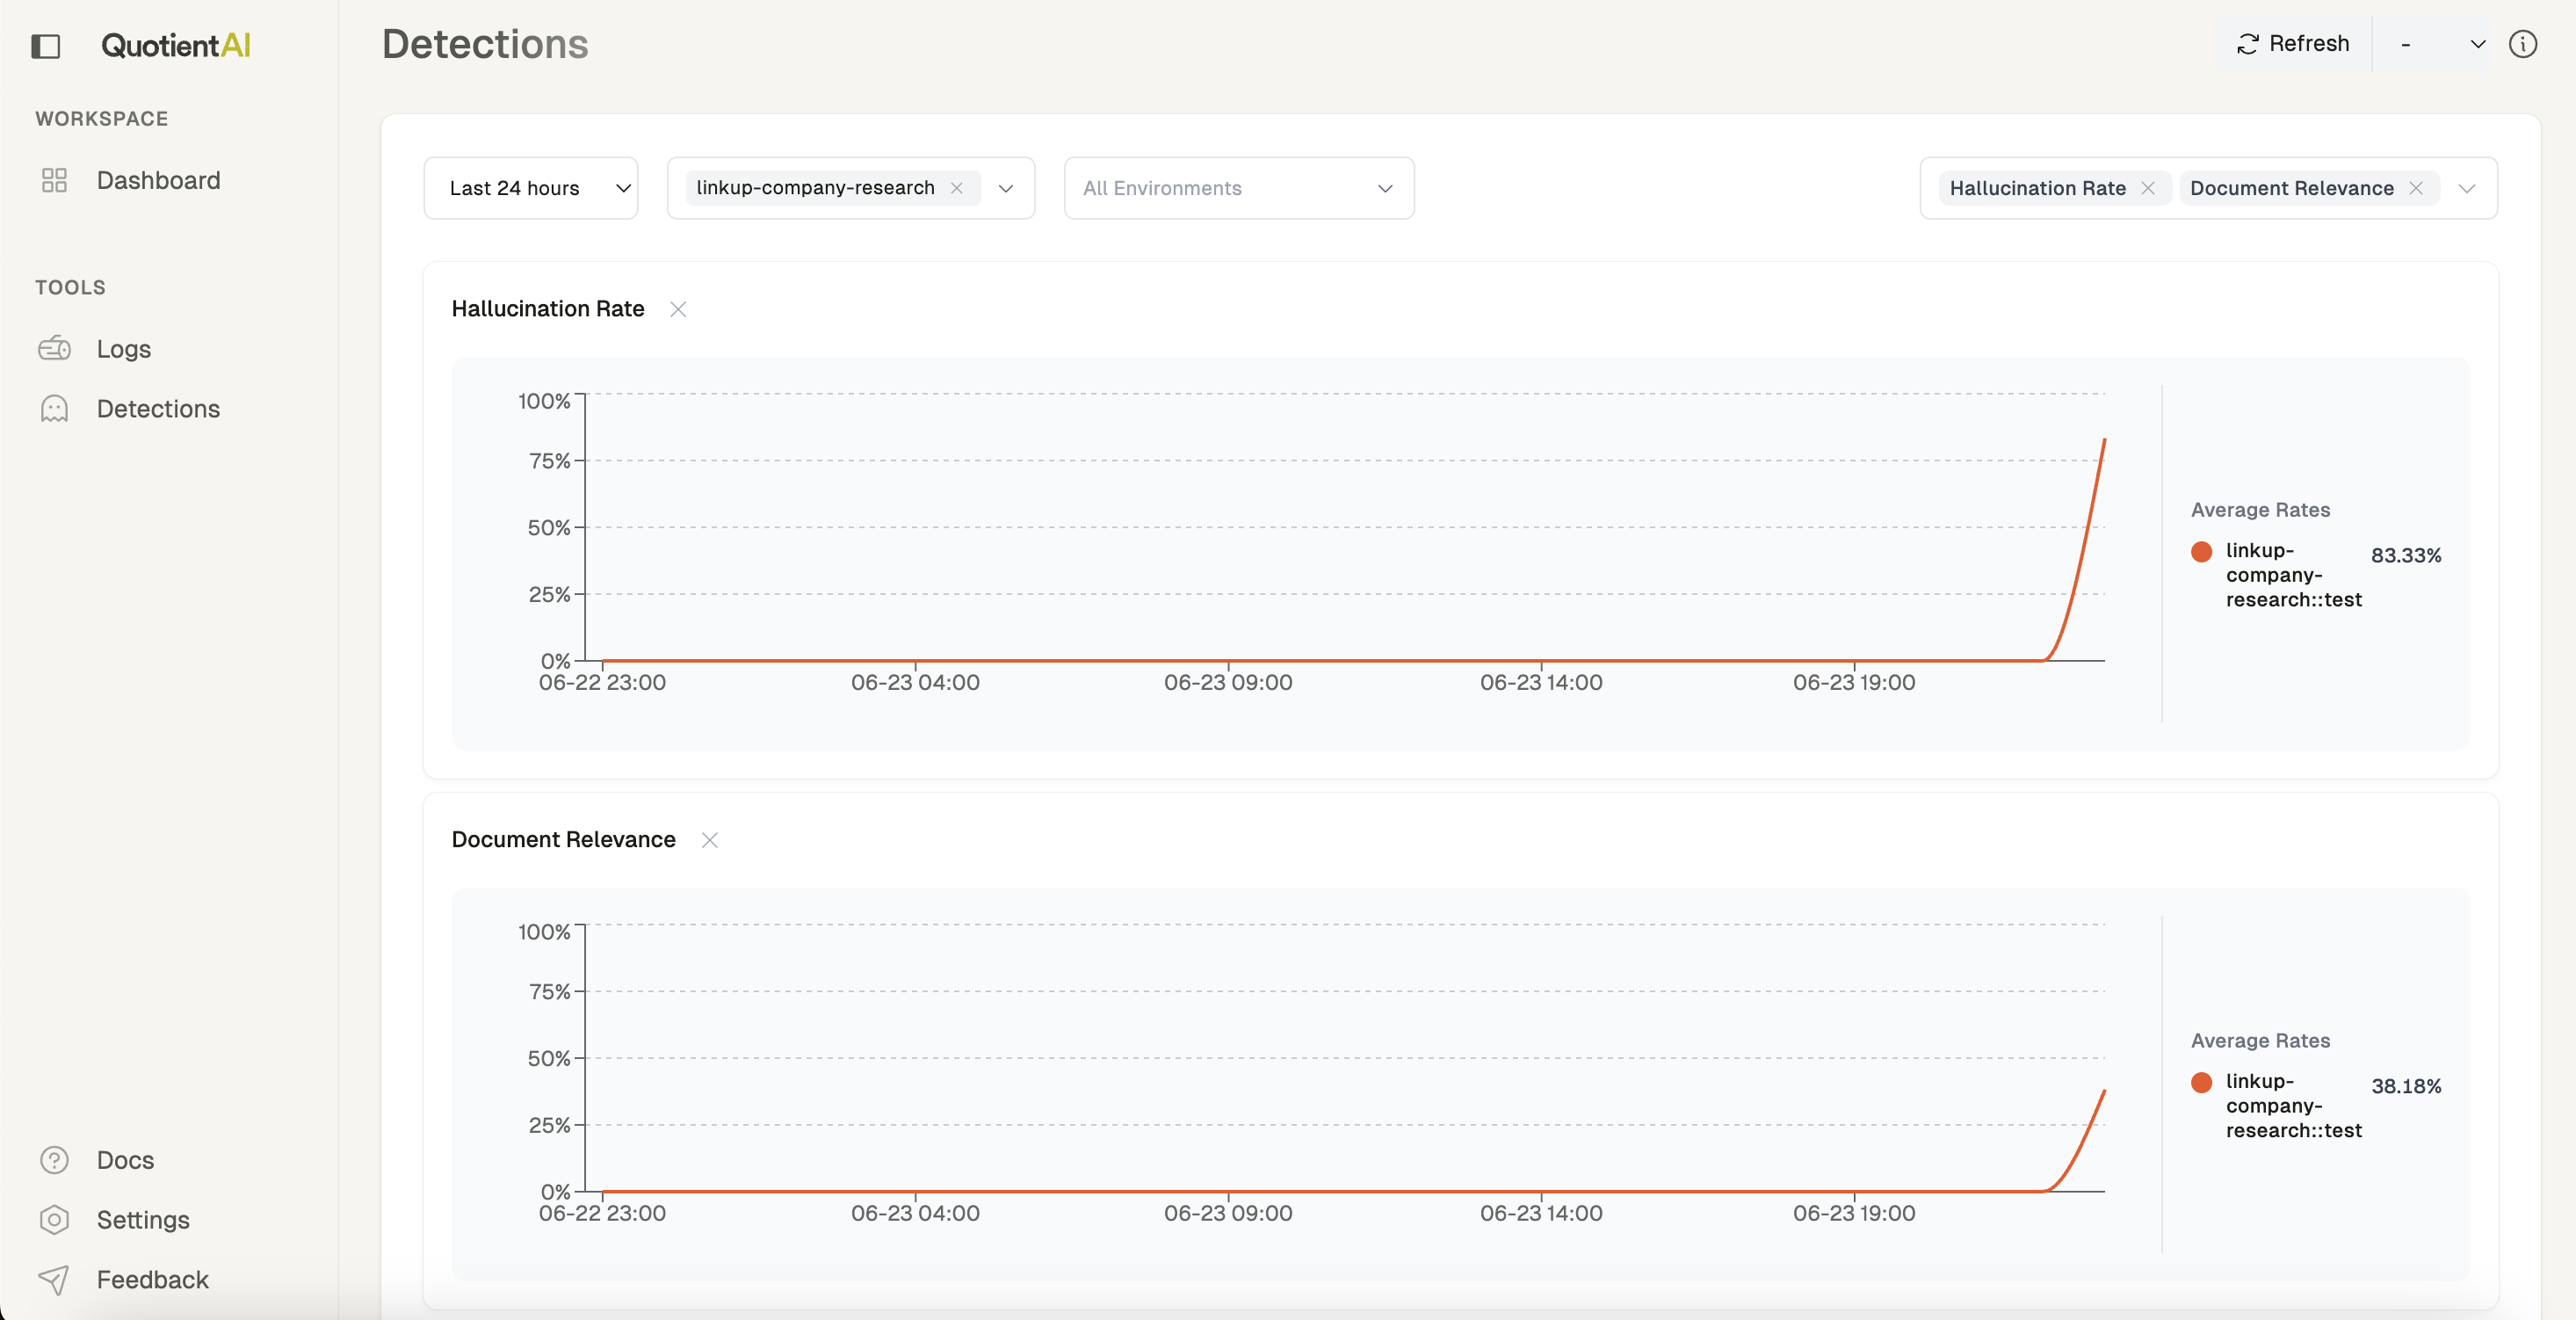 QuotientAI
WORKSPACE
Dashboard
TOOLS
Logs
Detections
Docs
Settings
Feedback
Detections
Refresh
-
Last 24 hours
linkup-company-research
All Environments
Hallucination Rate
Document Relevance
Hallucination Rate
100%
75%
50%
25%
0%
06-22 23:00
06-23 04:00
06-23 09:00
06-23 14:00
06-23 19:00
Average Rates
linkup-
company-
research::test
83.33%
Document Relevance
100%
75%
50%
25%
0%
06-22 23:00
06-23 04:00
06-23 09:00
06-23 14:00
06-23 19:00
Average Rates
linkup-
company-
research::test
38.18%